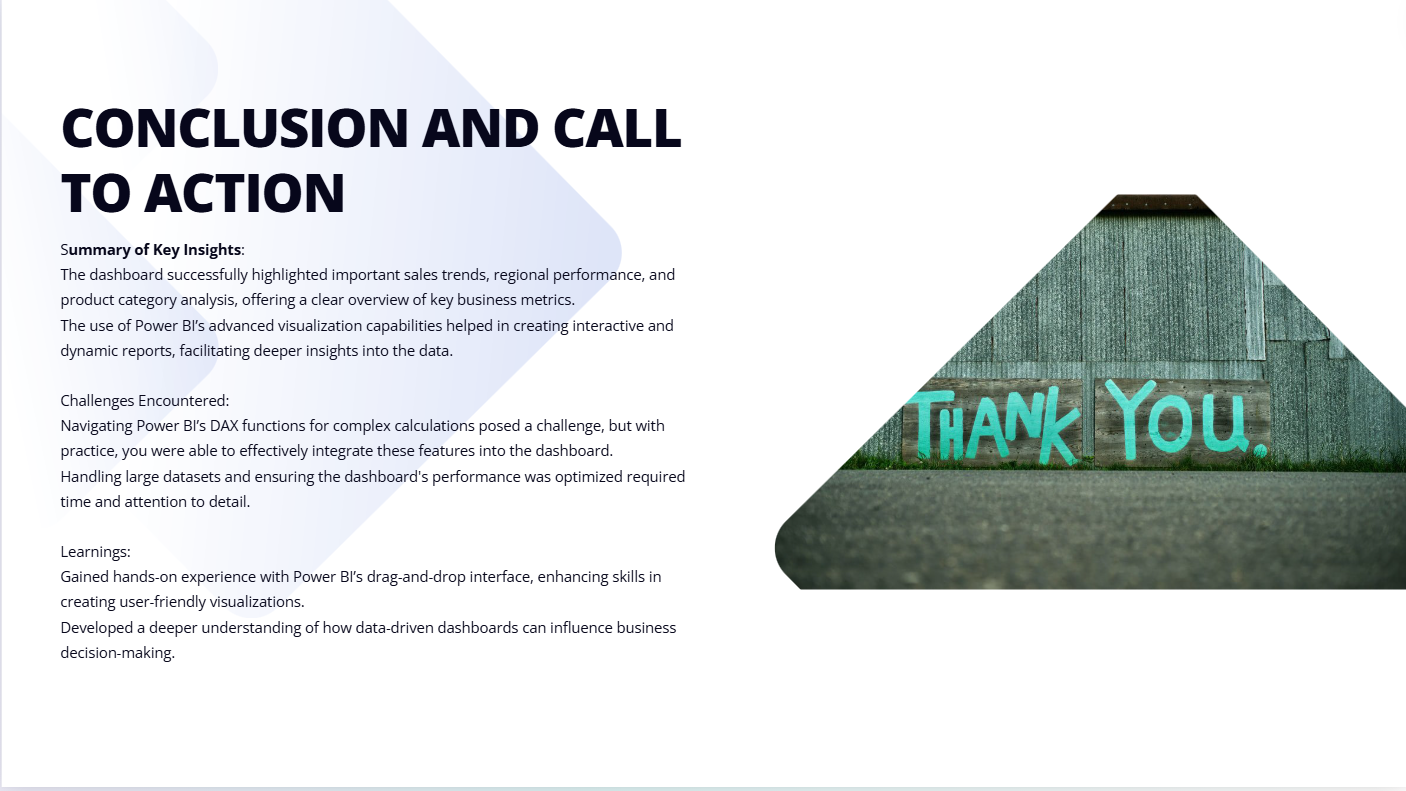 CONCLUSION AND CALL
TO ACTION
Summary of Key Insights:
The dashboard successfully highlighted important sales trends, regional performance, and
product category analysis, offering a clear overview of key business metrics.
The use of Power BI’s advanced visualization capabilities helped in creating interactive and
dynamic reports, facilitating deeper insights into the data.
Challenges Encountered:
Navigating Power BI’s DAX functions for complex calculations posed a challenge, but with
practice, you were able to effectively integrate these features into the dashboard.
Handling large datasets and ensuring the dashboard's performance was optimized required
time and attention to detail.
Learnings:
Gained hands-on experience with Power BI’s drag-and-drop interface, enhancing skills in
creating user-friendly visualizations.
Developed a deeper understanding of how data-driven dashboards can influence business
decision-making.
THANK YOU.